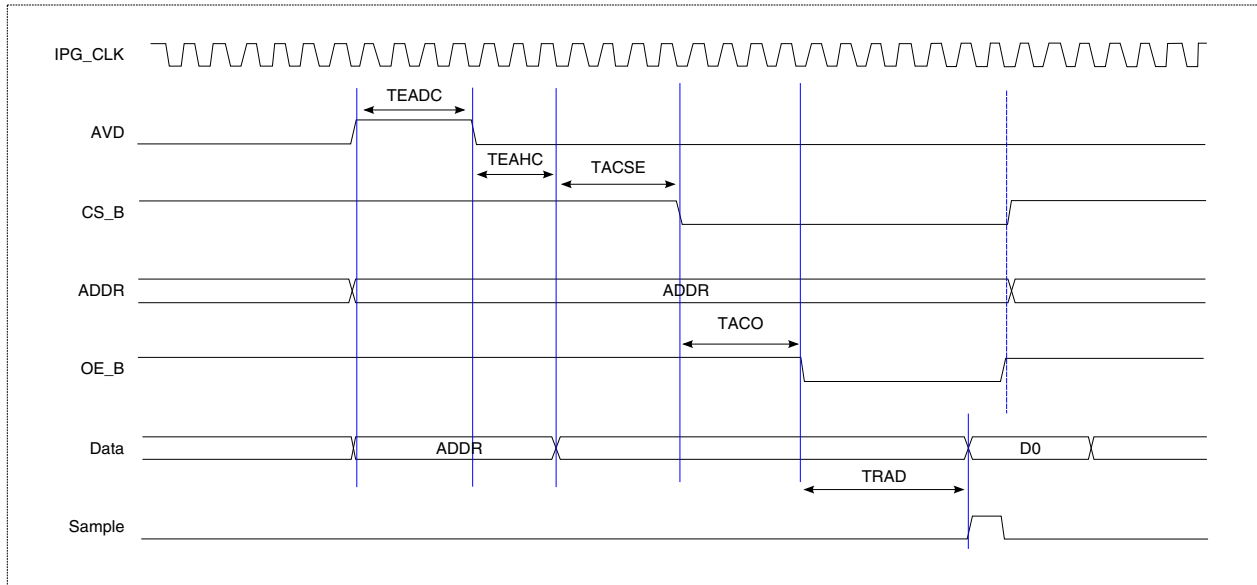 IPG_CLK
TEADC
AVD
TEAHC
TACSE
CS_B
ADDR
ADDR
TACO
OE_B
Data
ADDR
D0
TRAD
Sample